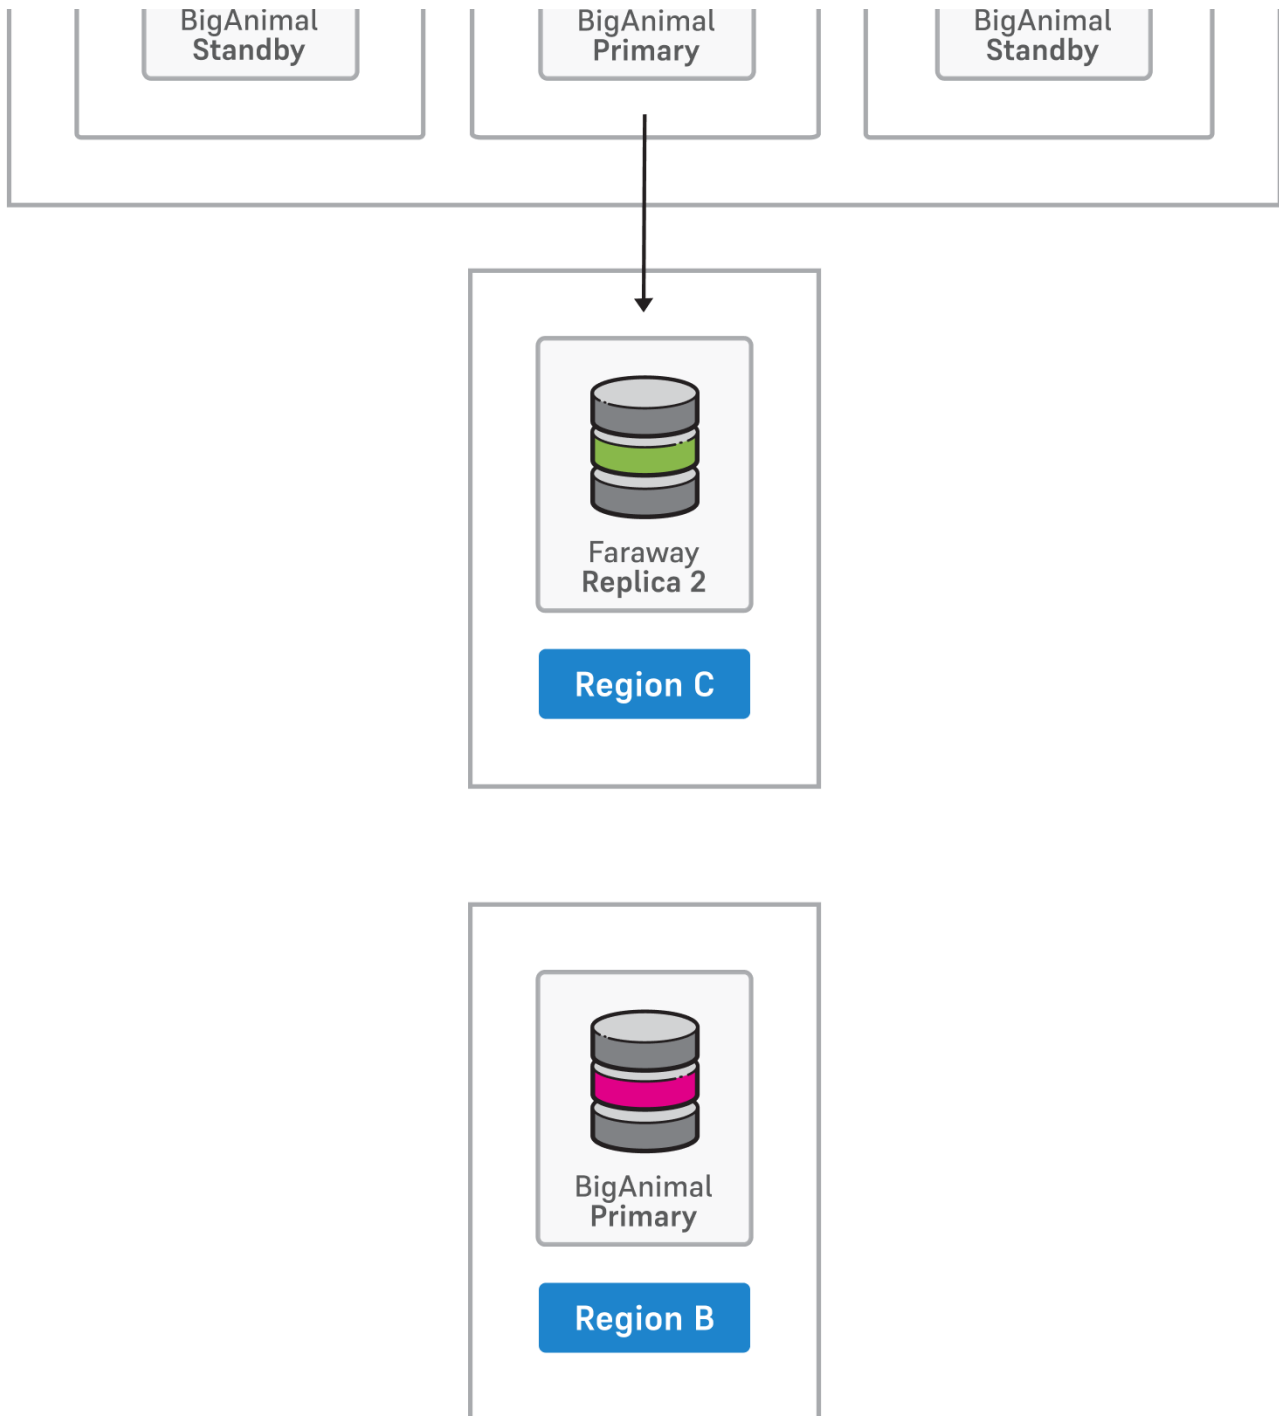 BigAnimal
Standby
BigAnimal
Primary
BigAnimal
Standby
Faraway
Replica 2
Region C
BigAnimal
Primary
Region B